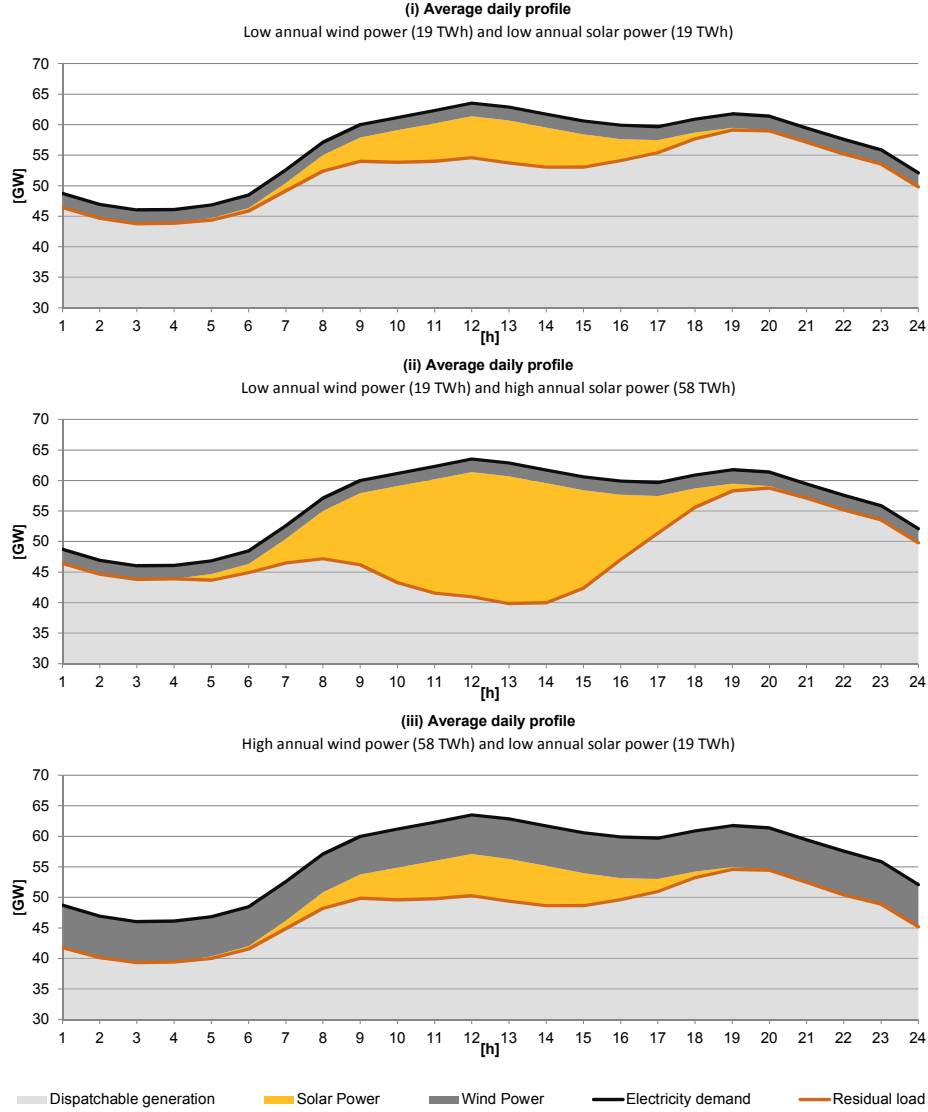 (i) Average daily profile
Low annual wind power (19 TWh) and low annual solar power (19 TWh)
70
65
60
55
50
45
40
35
30
[GW]
1 2 3 4 5 6 7 8 9 10 11 12 13 14 15 16 17 18 19 20 21 22 23 24
[h]
(ii) Average daily profile
Low annual wind power (19 TWh) and high annual solar power (58 TWh)
70
65
60
55
50
45
40
35
30
[GW]
1 2 3 4 5 6 7 8 9 10 11 12 13 14 15 16 17 18 19 20 21 22 23 24
[h]
(iii) Average daily profile
High annual wind power (58 TWh) and low annual solar power (19 TWh)
70
65
60
55
50
45
40
35
30
[GW]
1 2 3 4 5 6 7 8 9 10 11 12 13 14 15 16 17 18 19 20 21 22 23 24
[h]
Dispatchable generation Solar Power Wind Power Electricity demand Residual load